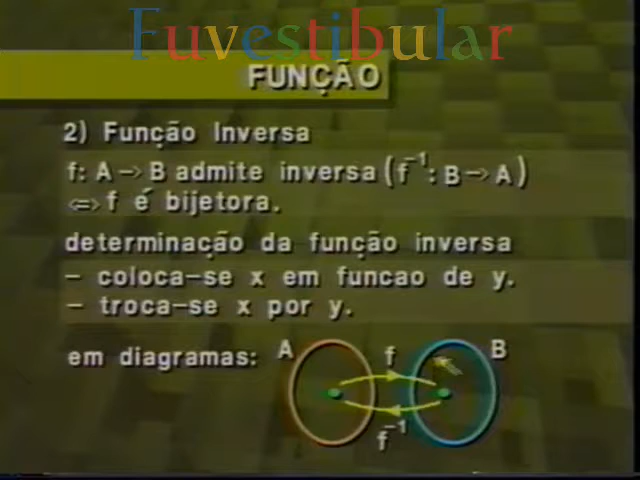 Fuvestibular
FUNÇÃO
2) Função Inversa
f: A -> B admite inversa (f⁻¹: B -> A)
<=> f é bijetora.
determinação da função inversa
- coloca-se x em funcao de y.
- troca-se x por y.
em diagramas: A f B
f⁻¹